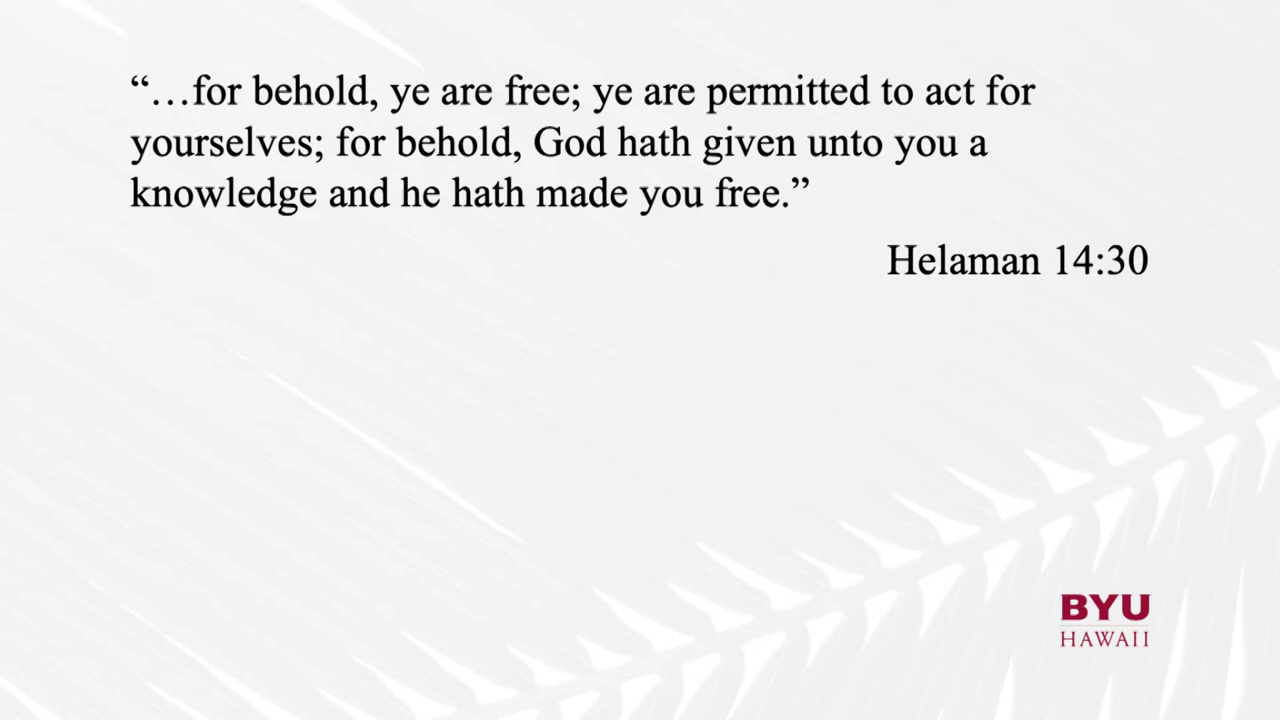 “…for behold, ye are free; ye are permitted to act for
yourselves; for behold, God hath given unto you a
knowledge and he hath made you free.”
Helaman 14:30
BYU
HAWAII